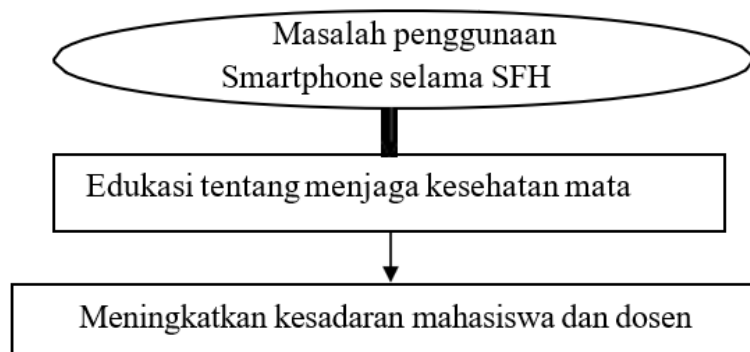 Masalah penggunaan
Smartphone selama SFH
Edukasi tentang menjaga kesehatan mata
Meningkatkan kesadaran mahasiswa dan dosen